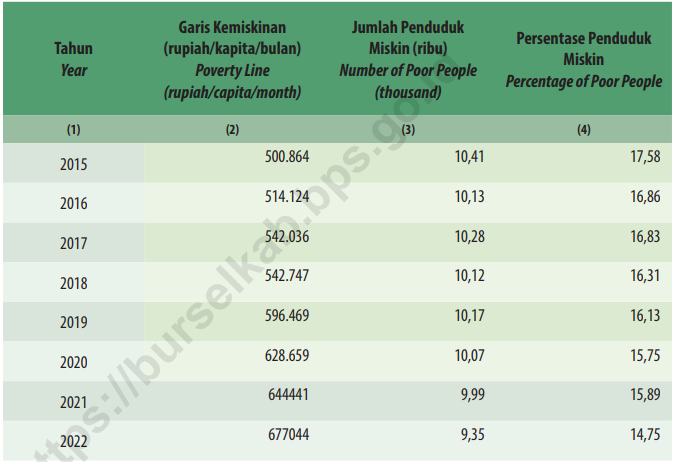 Tahun
Year
Garis Kemiskinan
(rupiah/kapita/bulan)
Poverty Line
(rupiah/capita/month)
Jumlah Penduduk
Miskin (ribu)
Number of Poor People
(thousand)
Persentase Penduduk
Miskin
Percentage of Poor People
(1) (2) (3) (4)
2015 500.864 10,41 17,58
2016 514.124 10,13 16,86
2017 542.036 10,28 16,83
2018 542.747 10,12 16,31
2019 596.469 10,17 16,13
2020 628.659 10,07 15,75
2021 644441 9,99 15,89
2022 677044 9,35 14,75
ttps://burselkab.bps.go.id